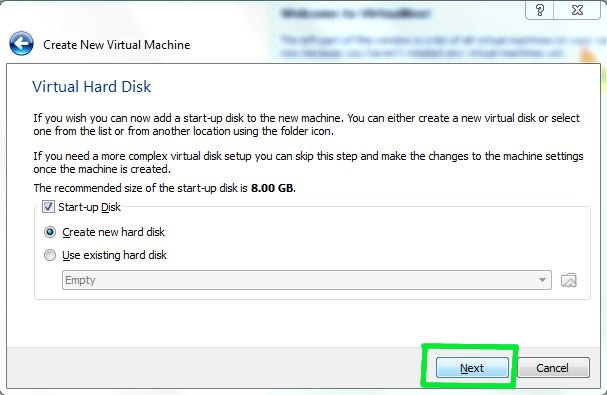 Welcome to VirtualBox!
?
Create New Virtual Machine
Virtual Hard Disk
If you wish you can now add a start-up disk to the new machine. You can either create a new virtual disk or select
one from the list or from another location using the folder icon.
If you need a more complex virtual disk setup you can skip this step and make the changes to the machine settings
once the machine is created.
The recommended size of the start-up disk is 8.00 GB.
Start-up Disk
Create new hard disk
Use existing hard disk
Empty
Next
Cancel